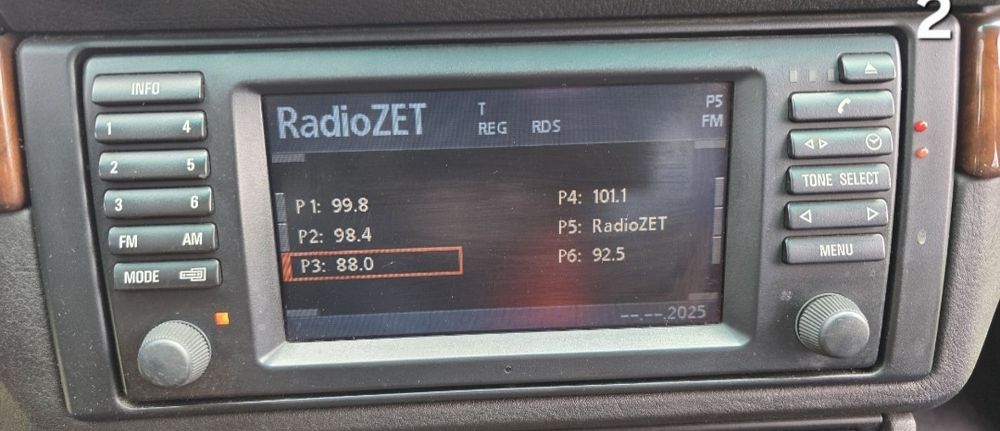 2
INFO
1 4
2 5
3 6
FM AM
MODE
RadioZET
T
REG RDS
P5
FM
P1: 99.8
P2: 98.4
P3: 88.0
P4: 101.1
P5: RadioZET
P6: 92.5
--.--.2025
TONE SELECT
MENU